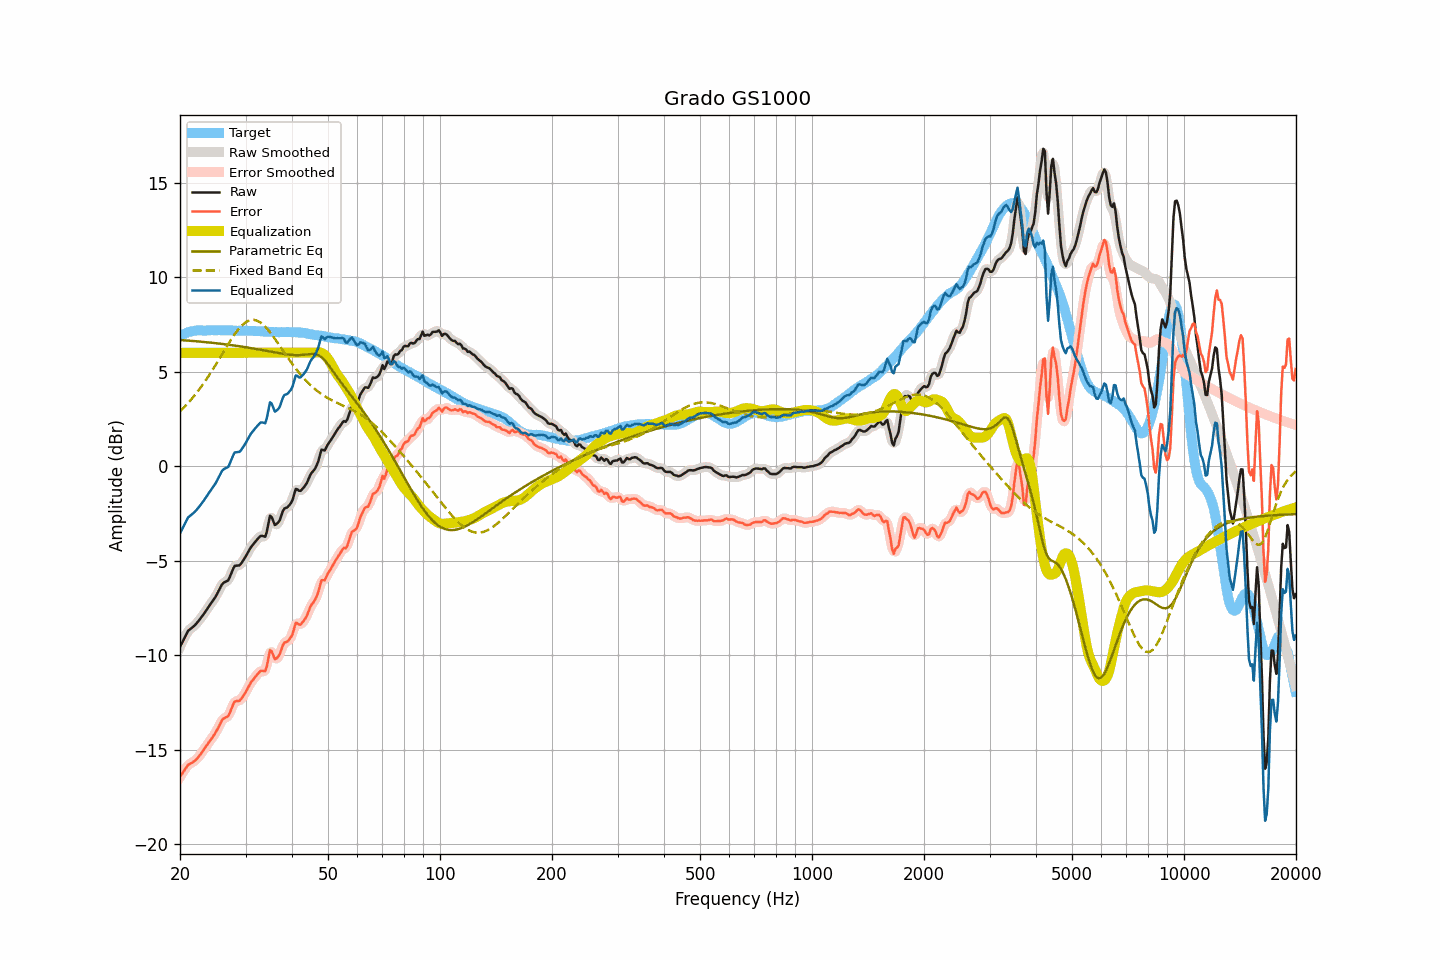 Grado GS1000
Target
Raw Smoothed
Error Smoothed
Raw
Error
Equalization
Parametric Eq
Fixed Band Eq
Equalized
15
10
5
0
−5
−10
−15
−20
Amplitude (dBr)
20 50 100 200 500 1000 2000 5000 10000 20000
Frequency (Hz)